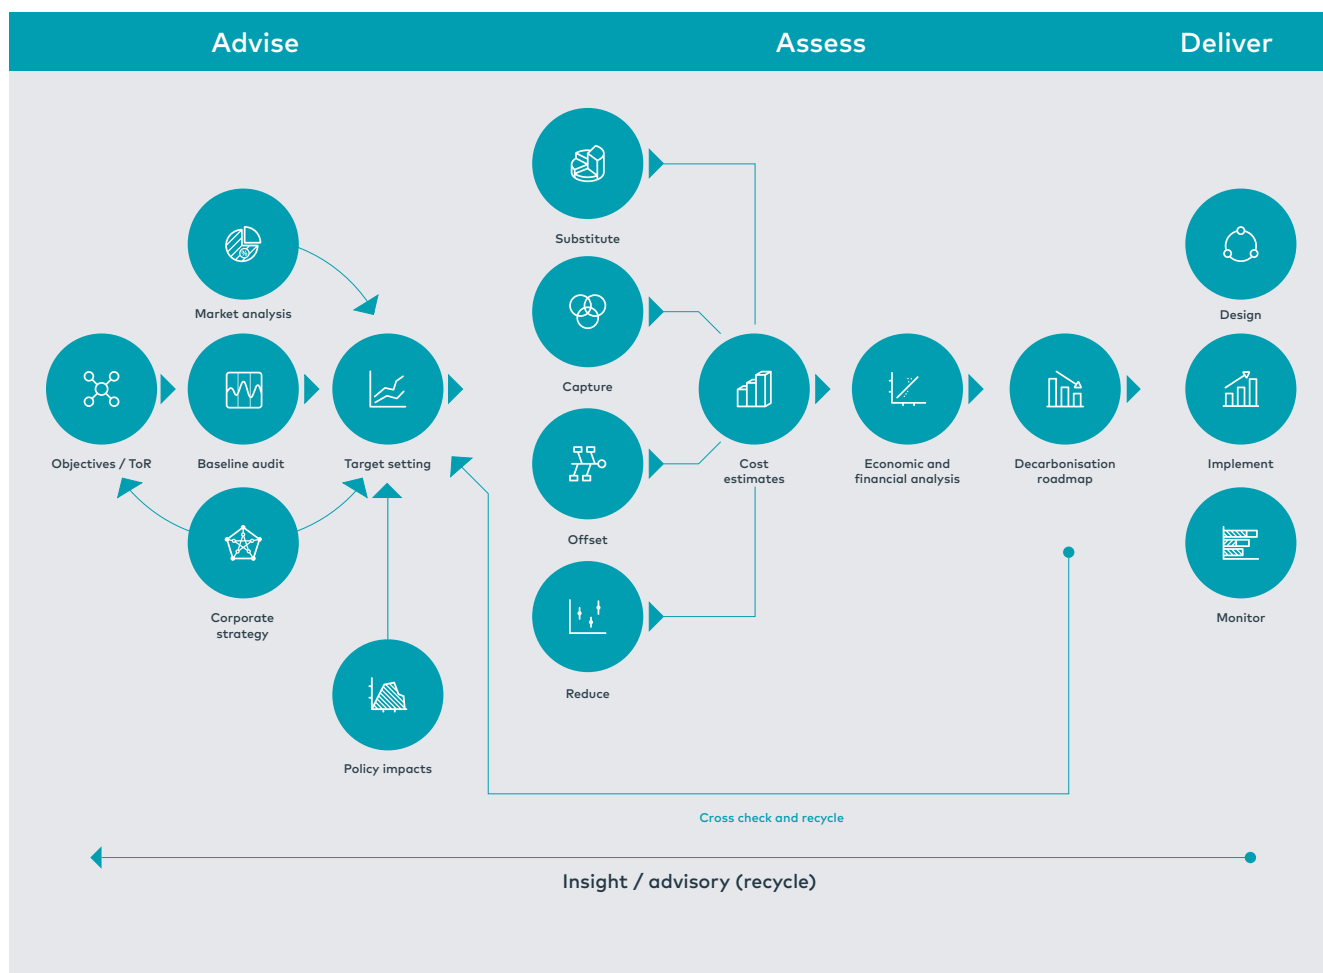 Advise
Assess
Deliver
Market analysis
Objectives / ToR
Baseline audit
Target setting
Corporate
strategy
Policy impacts
Substitute
Capture
Offset
Reduce
Cost
estimates
Economic and
financial analysis
Decarbonisation
roadmap
Design
Implement
Monitor
Cross check and recycle
Insight / advisory (recycle)